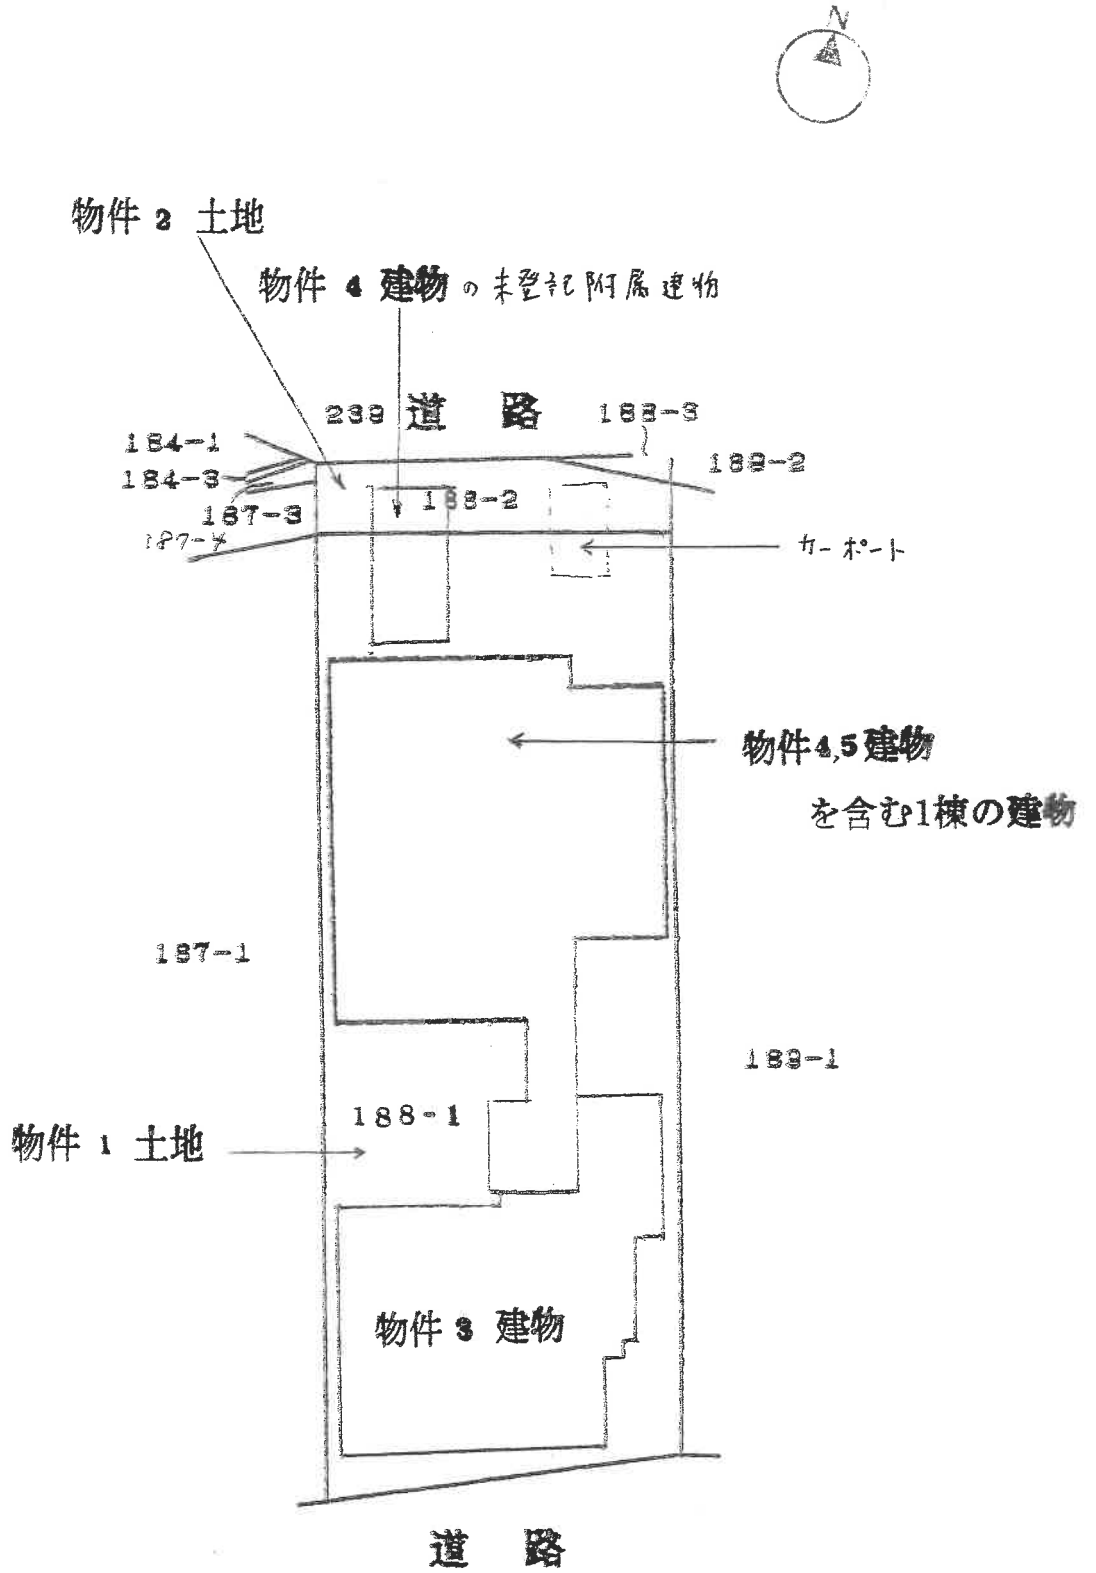 N
物件 2 土地
物件 4 建物の未登記附属建物
239 道 路
188-3
184-1
189-2
184-3
188-2
187-3
187-4
カーポート
物件4,5建物
を含む1棟の建物
187-1
189-1
188-1
物件 1 土地
物件 3 建物
道 路